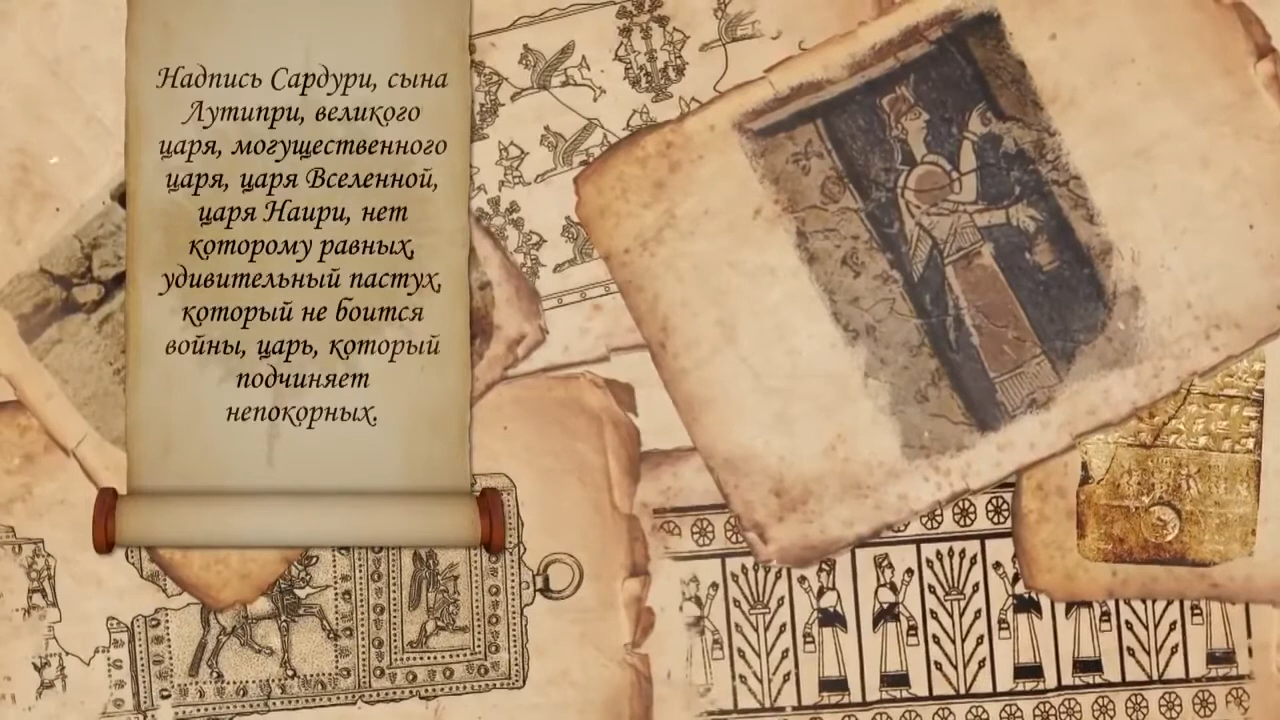 Надпись Сардури, сына
Лутипри, великого
царя, могущественного
царя, царя Вселенной,
царя Наири, нет
которому равных,
удивительный пастух,
который не боится
войны, царь, который
подчиняет
непокорных.